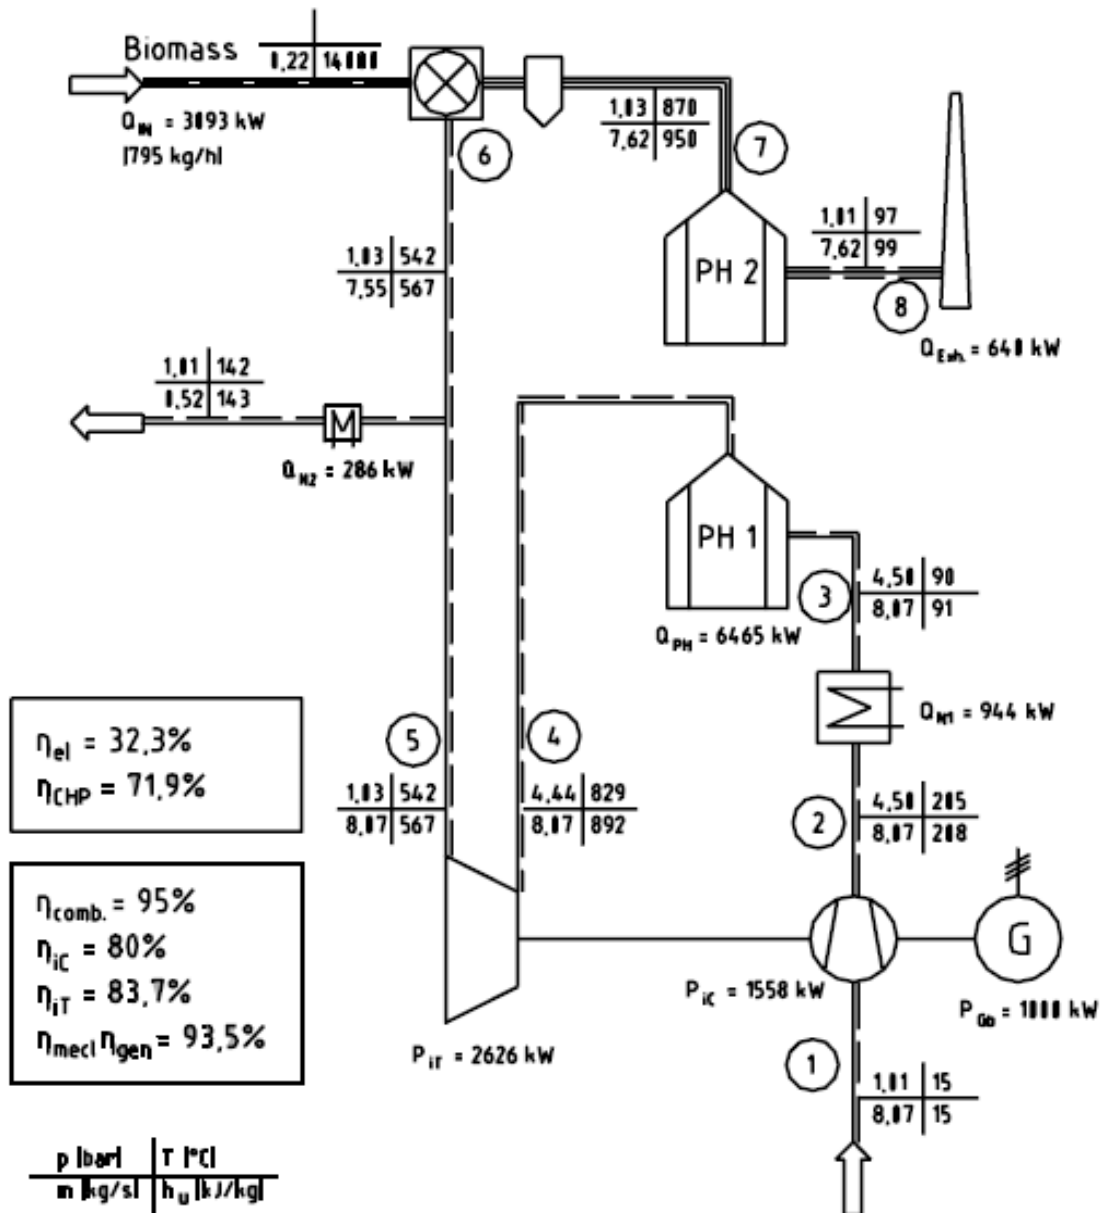 Biomass
0,22 14000
Q_IN = 3093 kW
|795 kg/h|
6
1,03 870
7,62 950
7
PH 2
1,01 97
7,62 99
8
Q_Exh. = 640 kW
1,03 542
7,55 567
1,01 142
0,52 143
M
Q_N2 = 286 kW
PH 1
Q_PH = 6465 kW
3
4,50 90
8,07 91
Q_N1 = 944 kW
η_el = 32,3%
η_CHP = 71,9%
5
1,03 542
8,07 567
4
4,44 829
8,07 892
2
4,50 205
8,07 208
η_comb. = 95%
η_iC = 80%
η_iT = 83,7%
η_mecl η_gen = 93,5%
G
P_iC = 1558 kW
P_Gb = 1000 kW
P_iT = 2626 kW
1
1,01 15
8,07 15
p |bar| T |°C|
m |kg/s| h_u |kJ/kg|